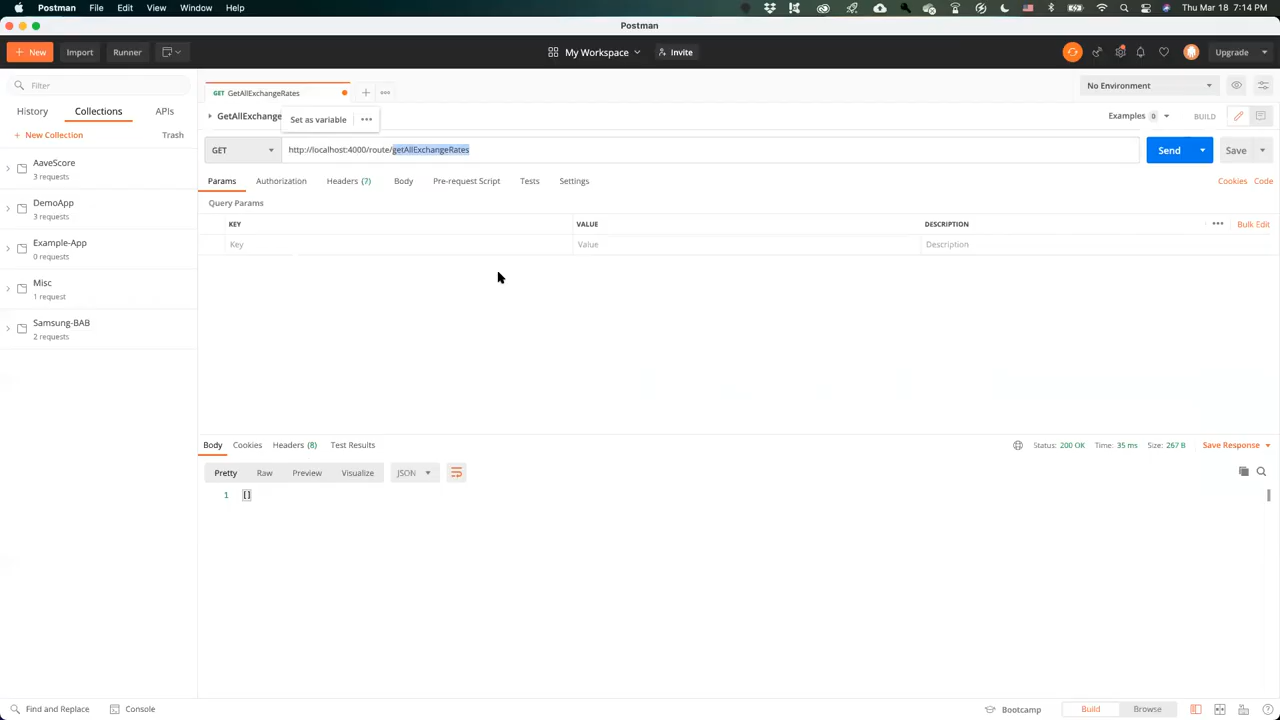 Postman File Edit View Window Help Thu Mar 18 7:14 PM
Postman
+ New Import Runner My Workspace Invite Upgrade
Filter
GET GetAllExchangeRates
No Environment
History Collections APIs
GetAllExchange
Set as variable
Examples 0 BUILD
+ New Collection Trash
GET http://localhost:4000/route/getAllExchangeRates Send Save
AaveScore
3 requests
DemoApp
3 requests
Example-App
0 requests
Misc
1 request
Samsung-BAB
2 requests
Params Authorization Headers (7) Body Pre-request Script Tests Settings Cookies Code
Query Params
KEY VALUE DESCRIPTION Bulk Edit
Key Value Description
Body Cookies Headers (8) Test Results Status: 200 OK Time: 35 ms Size: 267 B Save Response
Pretty Raw Preview Visualize JSON
1 []
Find and Replace Console Bootcamp Build Browse